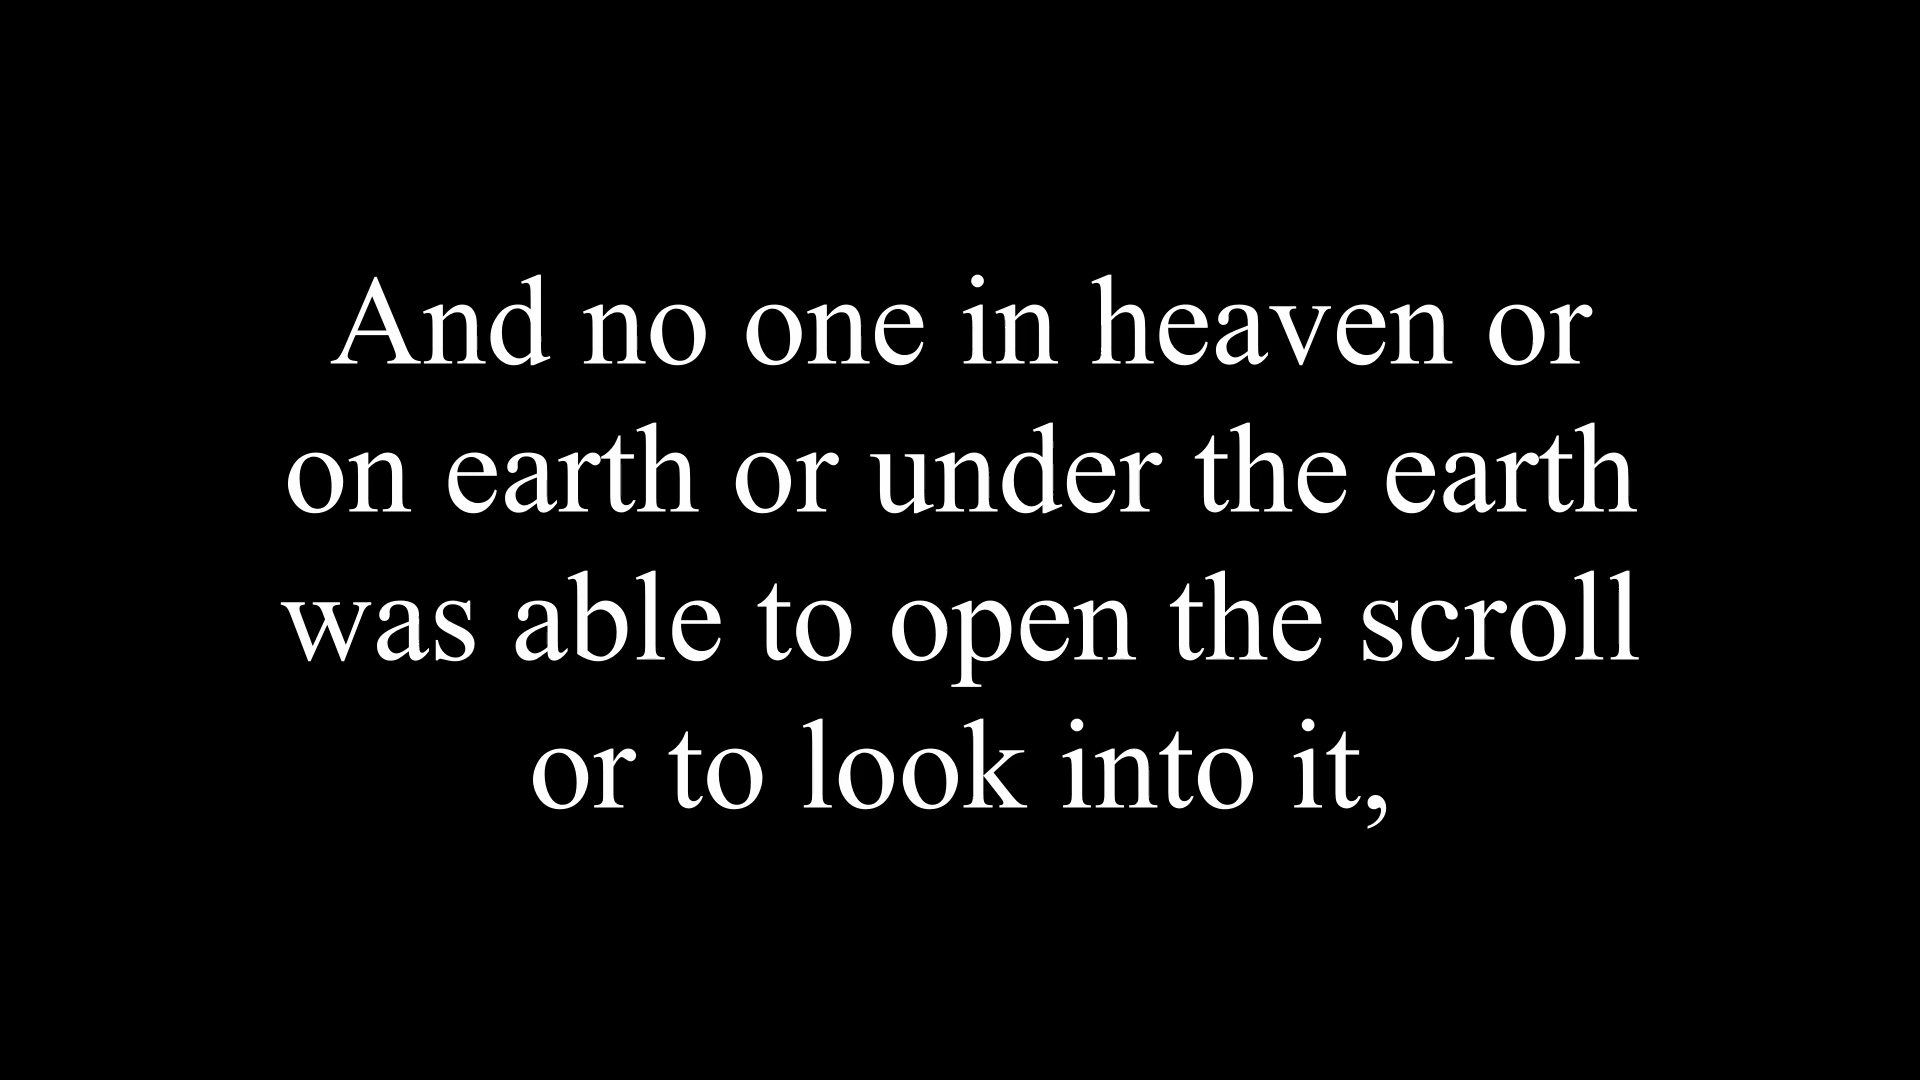 And no one in heaven or
on earth or under the earth
was able to open the scroll
or to look into it,